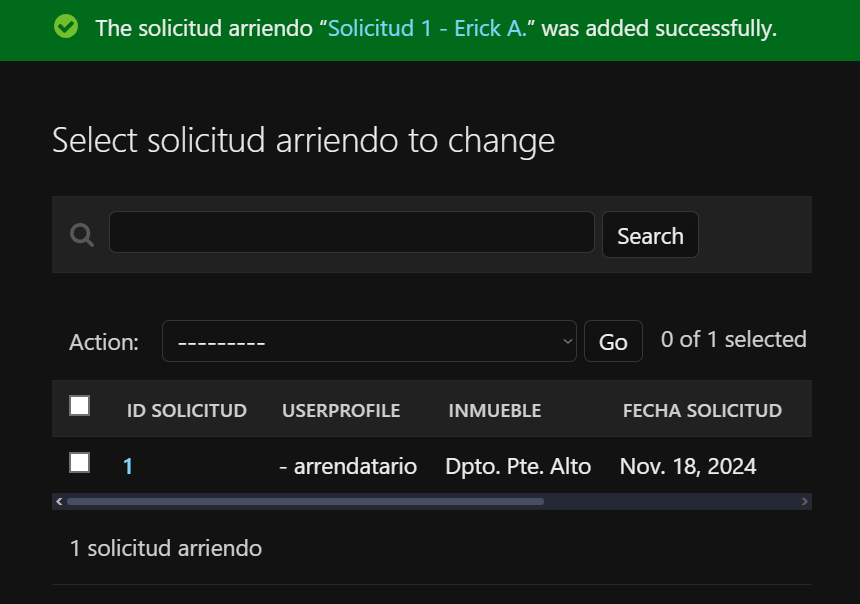 The solicitud arriendo “Solicitud 1 - Erick A.” was added successfully.
Select solicitud arriendo to change
Search
Action: --------- Go 0 of 1 selected
ID SOLICITUD USERPROFILE INMUEBLE FECHA SOLICITUD
1 - arrendatario Dpto. Pte. Alto Nov. 18, 2024
1 solicitud arriendo